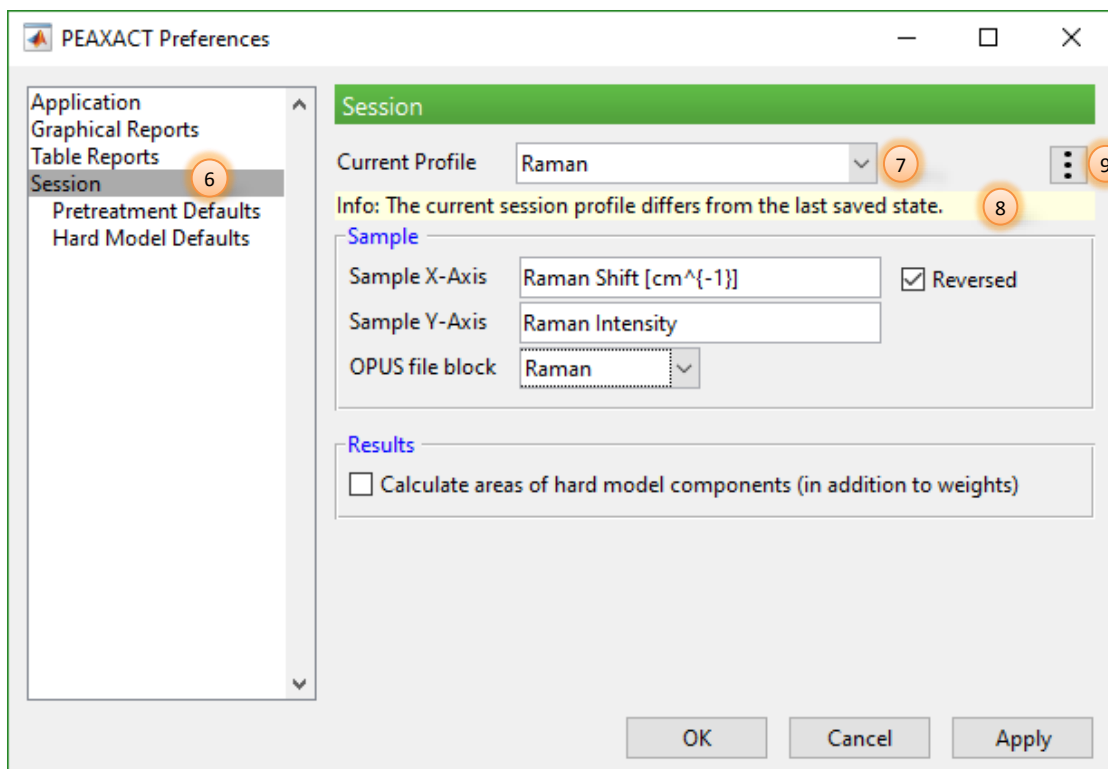 PEAXACT Preferences
Application
Graphical Reports
Table Reports
Session
Pretreatment Defaults
Hard Model Defaults
6
Session
Current Profile Raman 7 9
Info: The current session profile differs from the last saved state. 8
Sample
Sample X-Axis Raman Shift [cm^{-1}] Reversed
Sample Y-Axis Raman Intensity
OPUS file block Raman
Results
Calculate areas of hard model components (in addition to weights)
OK Cancel Apply